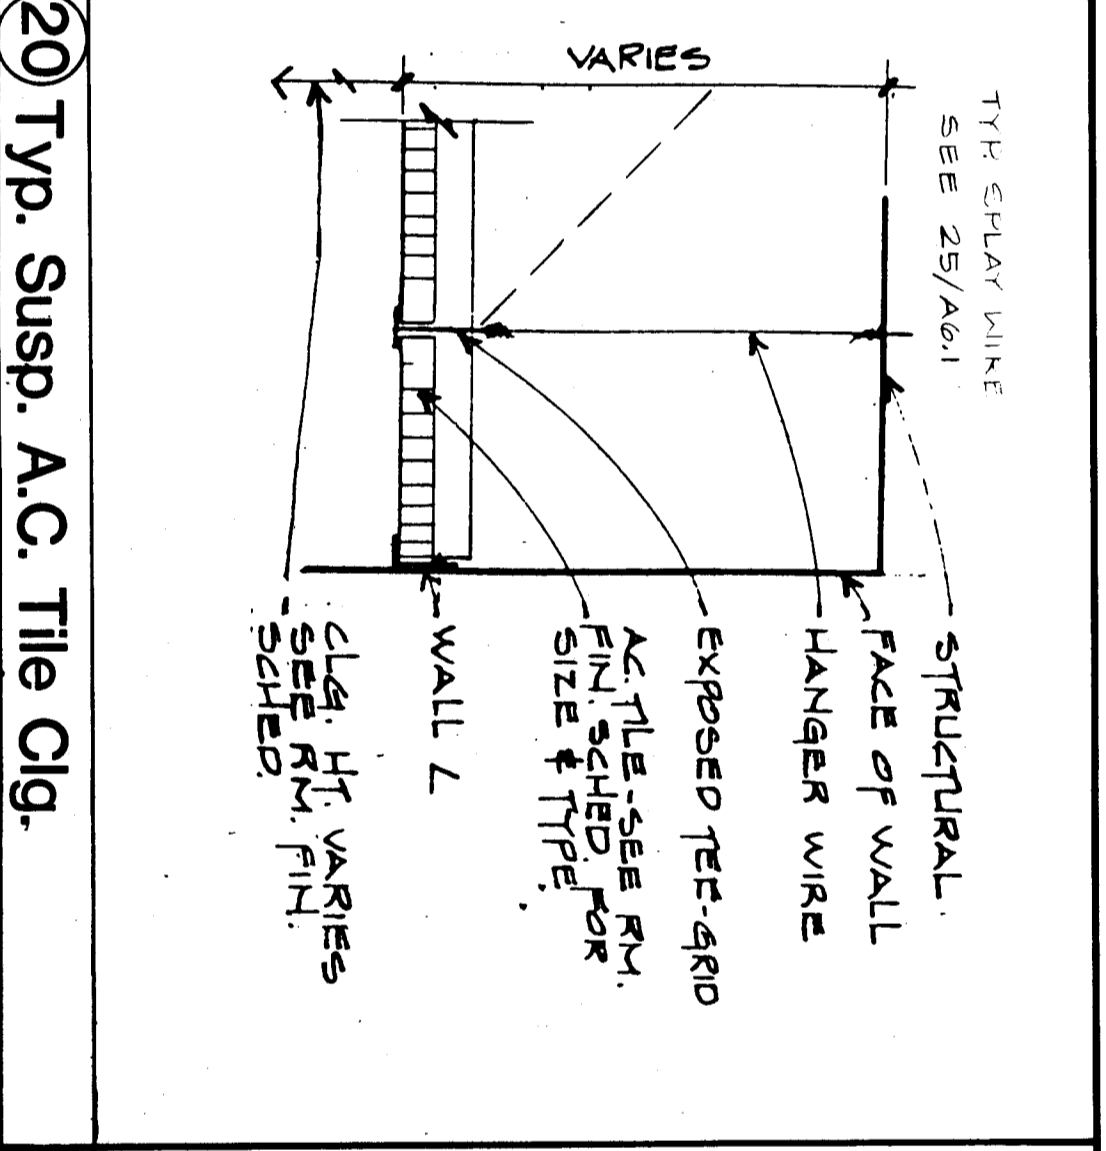 TYP. SPLAY WIRE
SEE 25/A6.1
VARIES
STRUCTURAL.
FACE OF WALL
HANGER WIRE
EXPOSED TEE-GRID
AC. TILE-SEE RM.
FIN. SCHED. FOR
SIZE & TYPE.
WALL L
CLG. HT. VARIES
SEE RM. FIN.
SCHED.
20 Typ. Susp. A.C. Tile Clg.